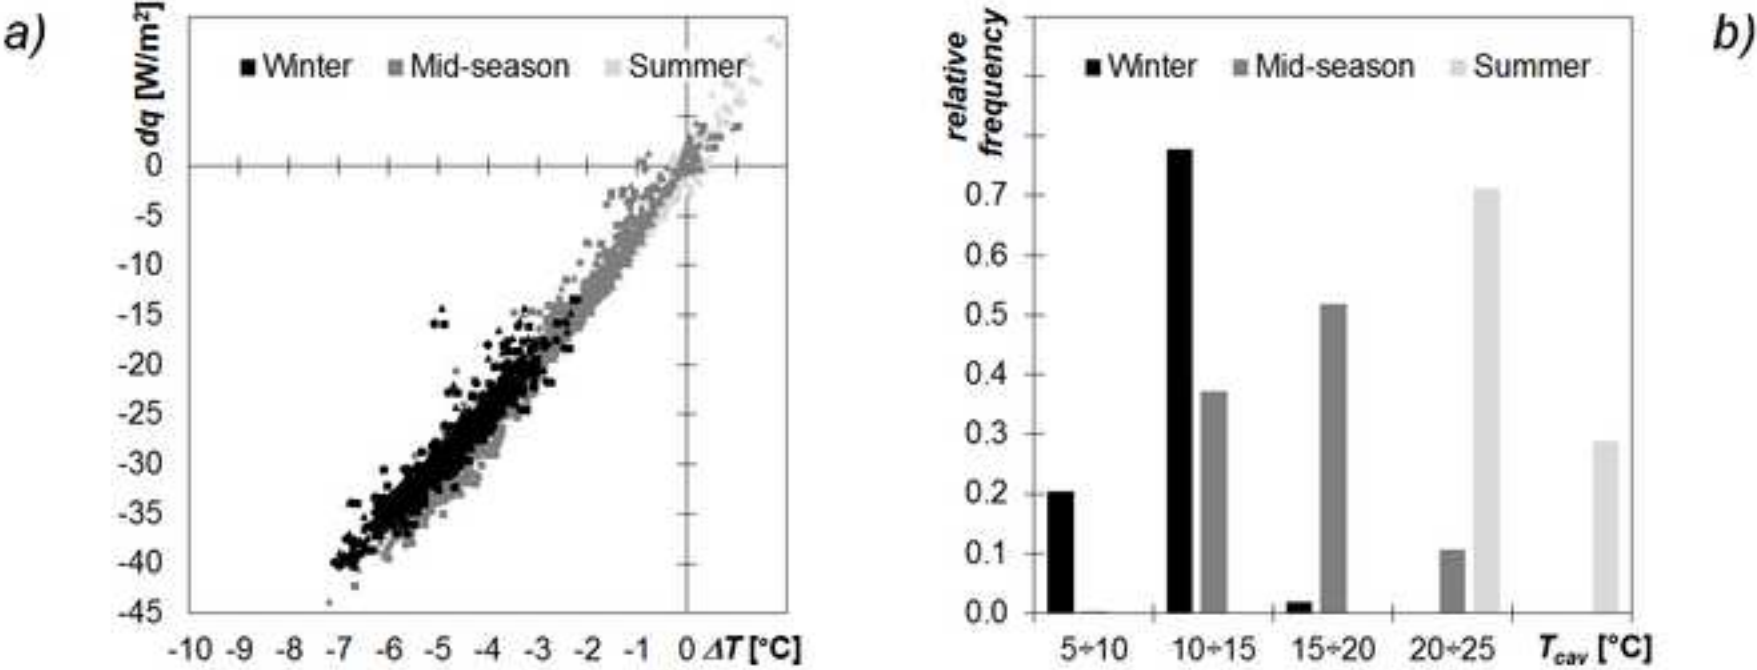 a)
dq [W/m²]
Winter Mid-season Summer
0
-5
-10
-15
-20
-25
-30
-35
-40
-45
-10 -9 -8 -7 -6 -5 -4 -3 -2 -1 0 ΔT [°C]
b)
relative
frequency
Winter Mid-season Summer
0.7
0.6
0.5
0.4
0.3
0.2
0.1
0.0
5÷10 10÷15 15÷20 20÷25 Tcav [°C]